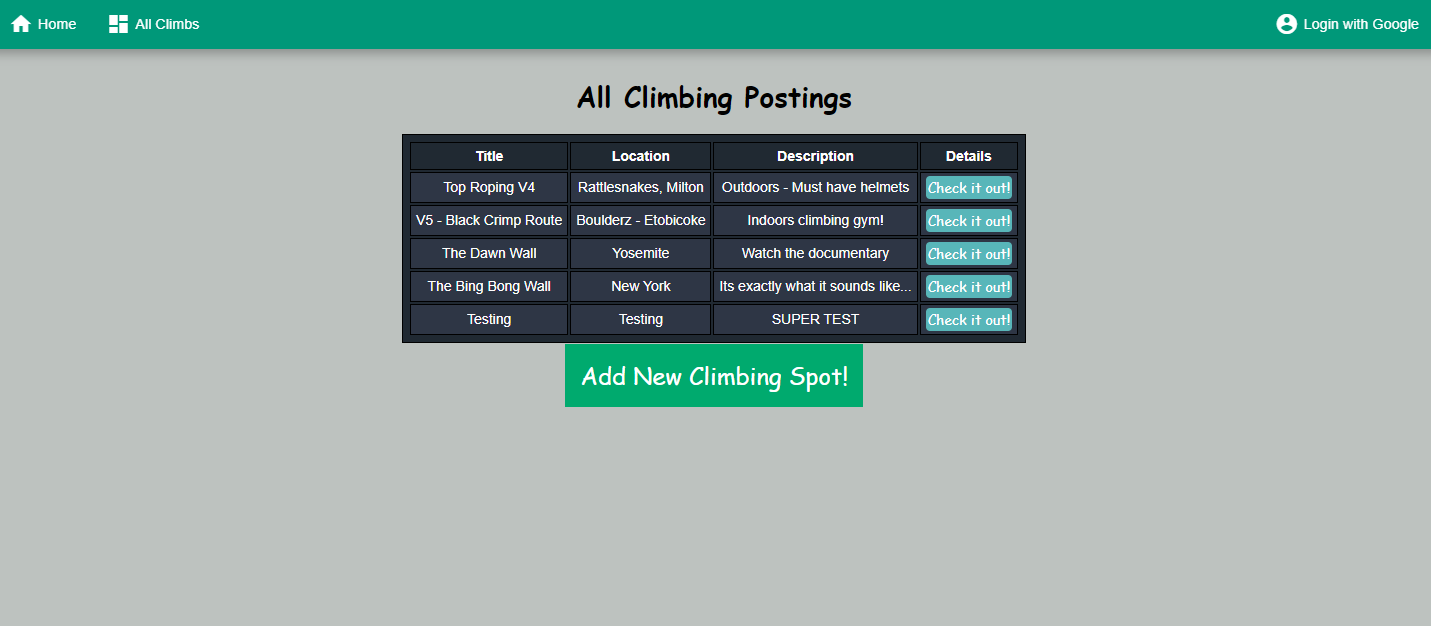 Home All Climbs Login with Google
All Climbing Postings
Title Location Description Details
Top Roping V4 Rattlesnakes, Milton Outdoors - Must have helmets Check it out!
V5 - Black Crimp Route Boulderz - Etobicoke Indoors climbing gym! Check it out!
The Dawn Wall Yosemite Watch the documentary Check it out!
The Bing Bong Wall New York Its exactly what it sounds like... Check it out!
Testing Testing SUPER TEST Check it out!
Add New Climbing Spot!